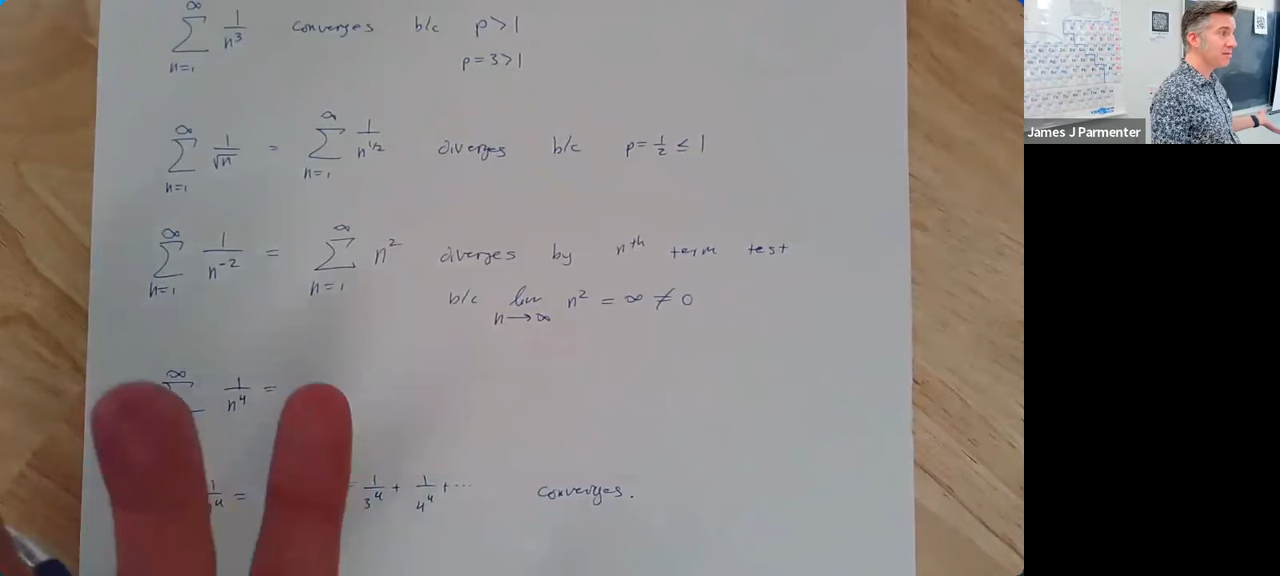 ∞
∑ 1/n³ converges b/c p > 1
n=1
p = 3 > 1
∞ ∞
∑ 1/√n = ∑ 1/n^1/2 diverges b/c p = 1/2 ≤ 1
n=1 n=1
∞ ∞
∑ 1/n⁻² = ∑ n² diverges by nth term test
n=1 n=1
b/c lim n² = ∞ ≠ 0
n→∞
∞
1/n⁴ =
= 1/3⁴ + 1/4⁴ + ... converges.
James J Parmenter